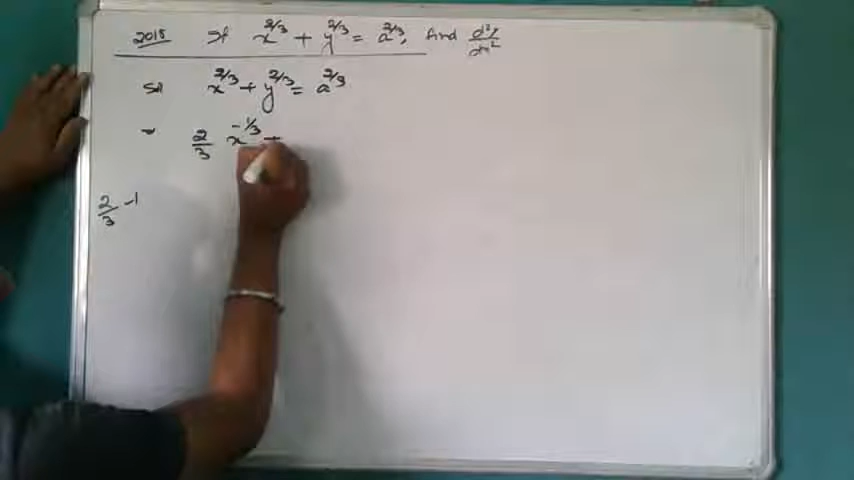 2015 If x^{2/3} + y^{2/3} = a^{2/3}, find d²y/dx²
Sol x^{2/3} + y^{2/3} = a^{2/3}
⇒ 2/3 x^{-1/3} +
2/3 -1